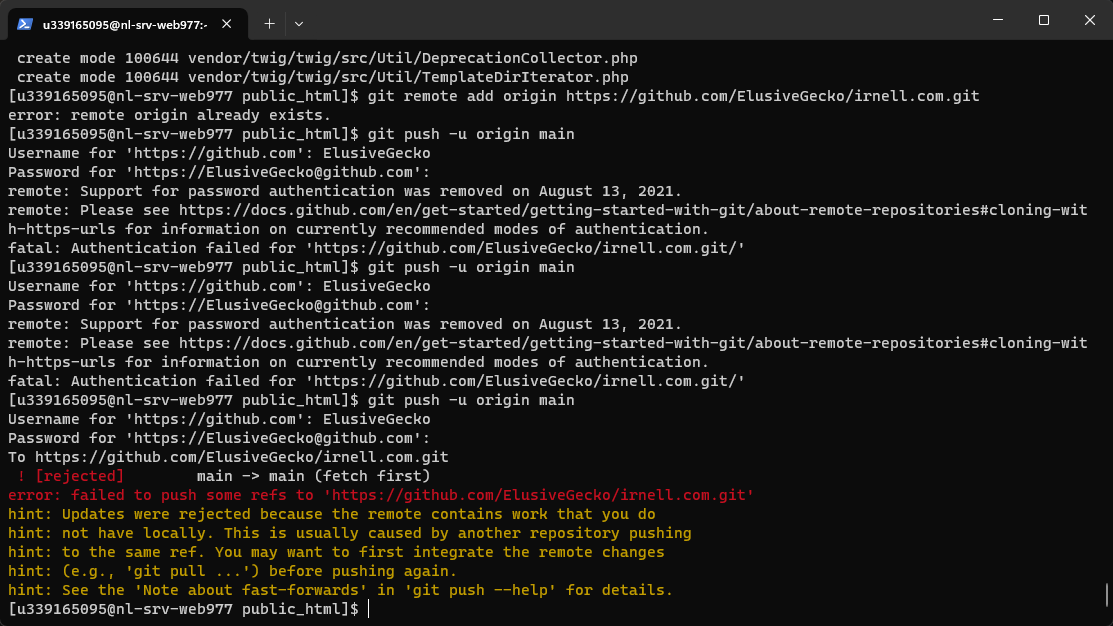 u339165095@nl-srv-web977:~
 create mode 100644 vendor/twig/twig/src/Util/DeprecationCollector.php
 create mode 100644 vendor/twig/twig/src/Util/TemplateDirIterator.php
[u339165095@nl-srv-web977 public_html]$ git remote add origin https://github.com/ElusiveGecko/irnell.com.git
error: remote origin already exists.
[u339165095@nl-srv-web977 public_html]$ git push -u origin main
Username for 'https://github.com': ElusiveGecko
Password for 'https://ElusiveGecko@github.com':
remote: Support for password authentication was removed on August 13, 2021.
remote: Please see https://docs.github.com/en/get-started/getting-started-with-git/about-remote-repositories#cloning-wit
h-https-urls for information on currently recommended modes of authentication.
fatal: Authentication failed for 'https://github.com/ElusiveGecko/irnell.com.git/'
[u339165095@nl-srv-web977 public_html]$ git push -u origin main
Username for 'https://github.com': ElusiveGecko
Password for 'https://ElusiveGecko@github.com':
remote: Support for password authentication was removed on August 13, 2021.
remote: Please see https://docs.github.com/en/get-started/getting-started-with-git/about-remote-repositories#cloning-wit
h-https-urls for information on currently recommended modes of authentication.
fatal: Authentication failed for 'https://github.com/ElusiveGecko/irnell.com.git/'
[u339165095@nl-srv-web977 public_html]$ git push -u origin main
Username for 'https://github.com': ElusiveGecko
Password for 'https://ElusiveGecko@github.com':
To https://github.com/ElusiveGecko/irnell.com.git
 ! [rejected]        main -> main (fetch first)
error: failed to push some refs to 'https://github.com/ElusiveGecko/irnell.com.git'
hint: Updates were rejected because the remote contains work that you do
hint: not have locally. This is usually caused by another repository pushing
hint: to the same ref. You may want to first integrate the remote changes
hint: (e.g., 'git pull ...') before pushing again.
hint: See the 'Note about fast-forwards' in 'git push --help' for details.
[u339165095@nl-srv-web977 public_html]$